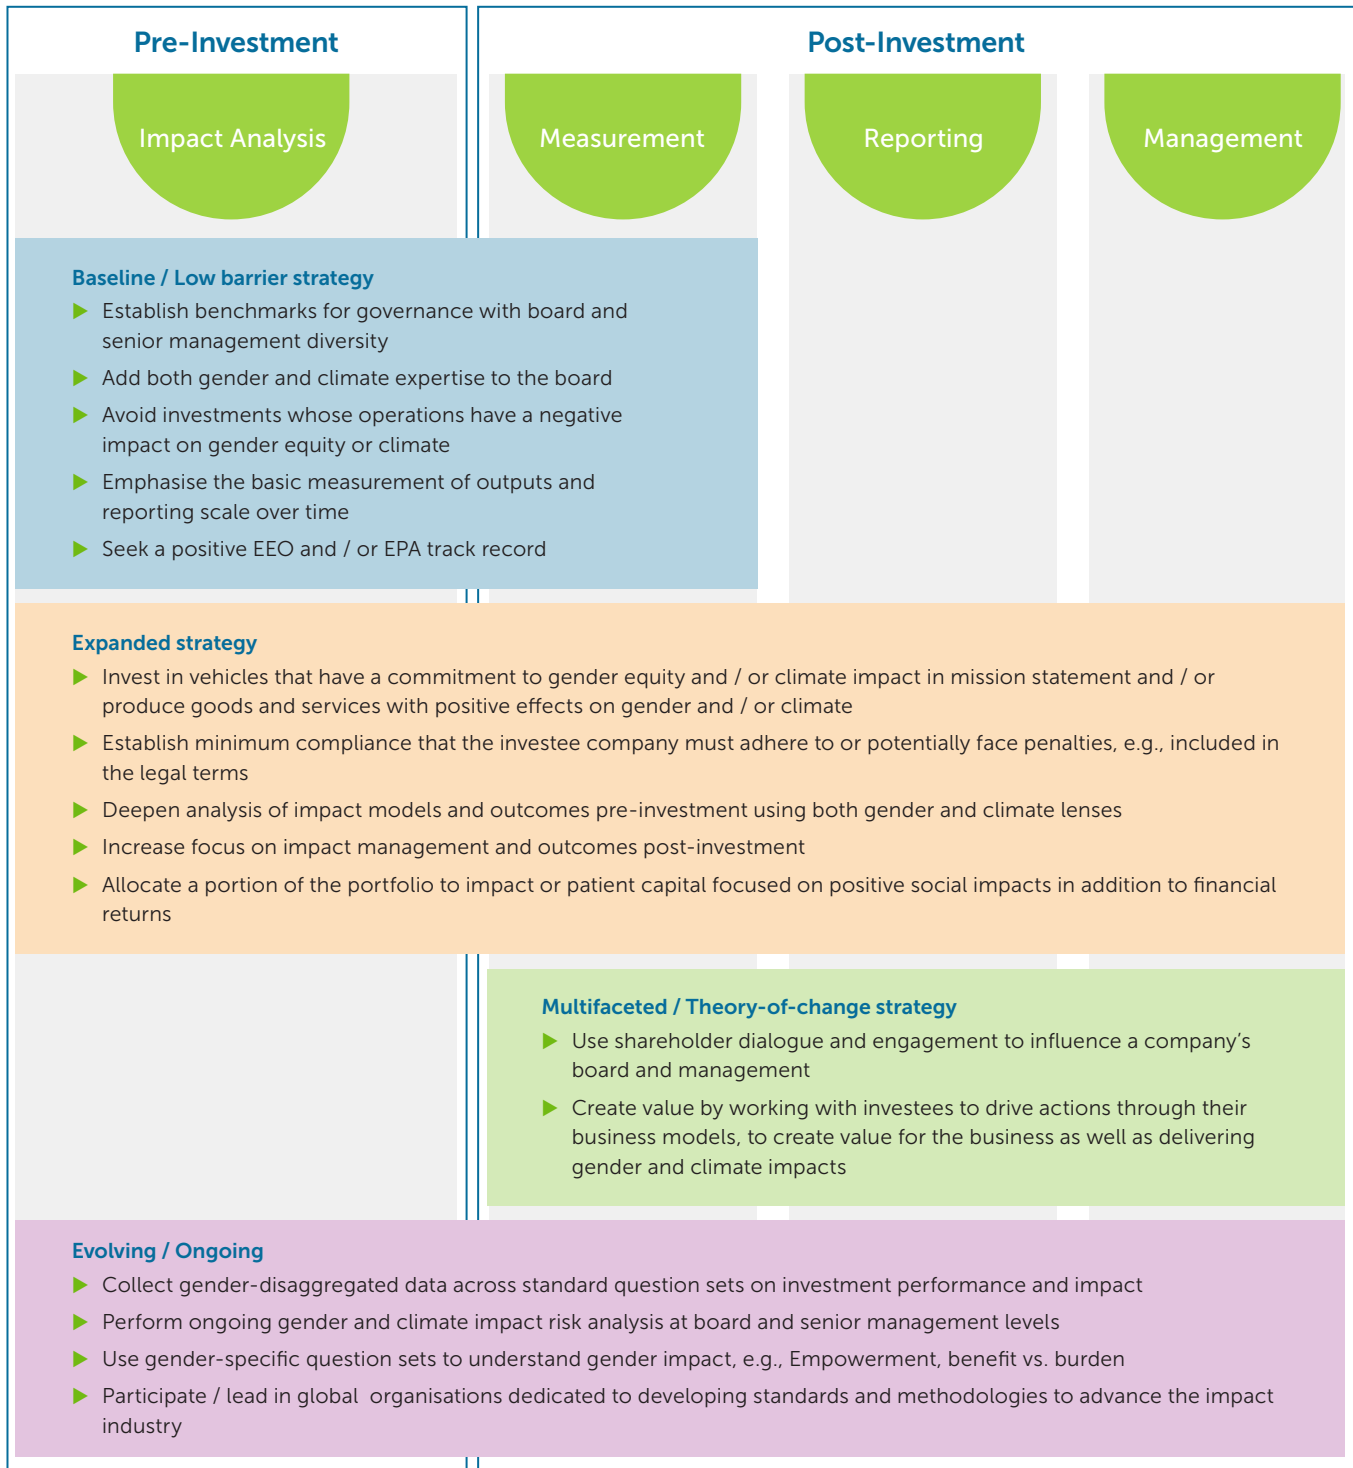 Pre-Investment
Post-Investment
Impact Analysis
Measurement
Reporting
Management
Baseline / Low barrier strategy
▶ Establish benchmarks for governance with board and
senior management diversity
▶ Add both gender and climate expertise to the board
▶ Avoid investments whose operations have a negative
impact on gender equity or climate
▶ Emphasise the basic measurement of outputs and
reporting scale over time
▶ Seek a positive EEO and / or EPA track record
Expanded strategy
▶ Invest in vehicles that have a commitment to gender equity and / or climate impact in mission statement and / or
produce goods and services with positive effects on gender and / or climate
▶ Establish minimum compliance that the investee company must adhere to or potentially face penalties, e.g., included in
the legal terms
▶ Deepen analysis of impact models and outcomes pre-investment using both gender and climate lenses
▶ Increase focus on impact management and outcomes post-investment
▶ Allocate a portion of the portfolio to impact or patient capital focused on positive social impacts in addition to financial
returns
Multifaceted / Theory-of-change strategy
▶ Use shareholder dialogue and engagement to influence a company's
board and management
▶ Create value by working with investees to drive actions through their
business models, to create value for the business as well as delivering
gender and climate impacts
Evolving / Ongoing
▶ Collect gender-disaggregated data across standard question sets on investment performance and impact
▶ Perform ongoing gender and climate impact risk analysis at board and senior management levels
▶ Use gender-specific question sets to understand gender impact, e.g., Empowerment, benefit vs. burden
▶ Participate / lead in global organisations dedicated to developing standards and methodologies to advance the impact
industry